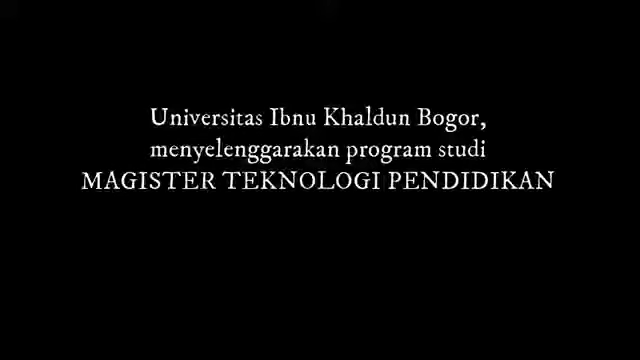 Universitas Ibnu Khaldun Bogor,
menyelenggarakan program studi
MAGISTER TEKNOLOGI PENDIDIKAN